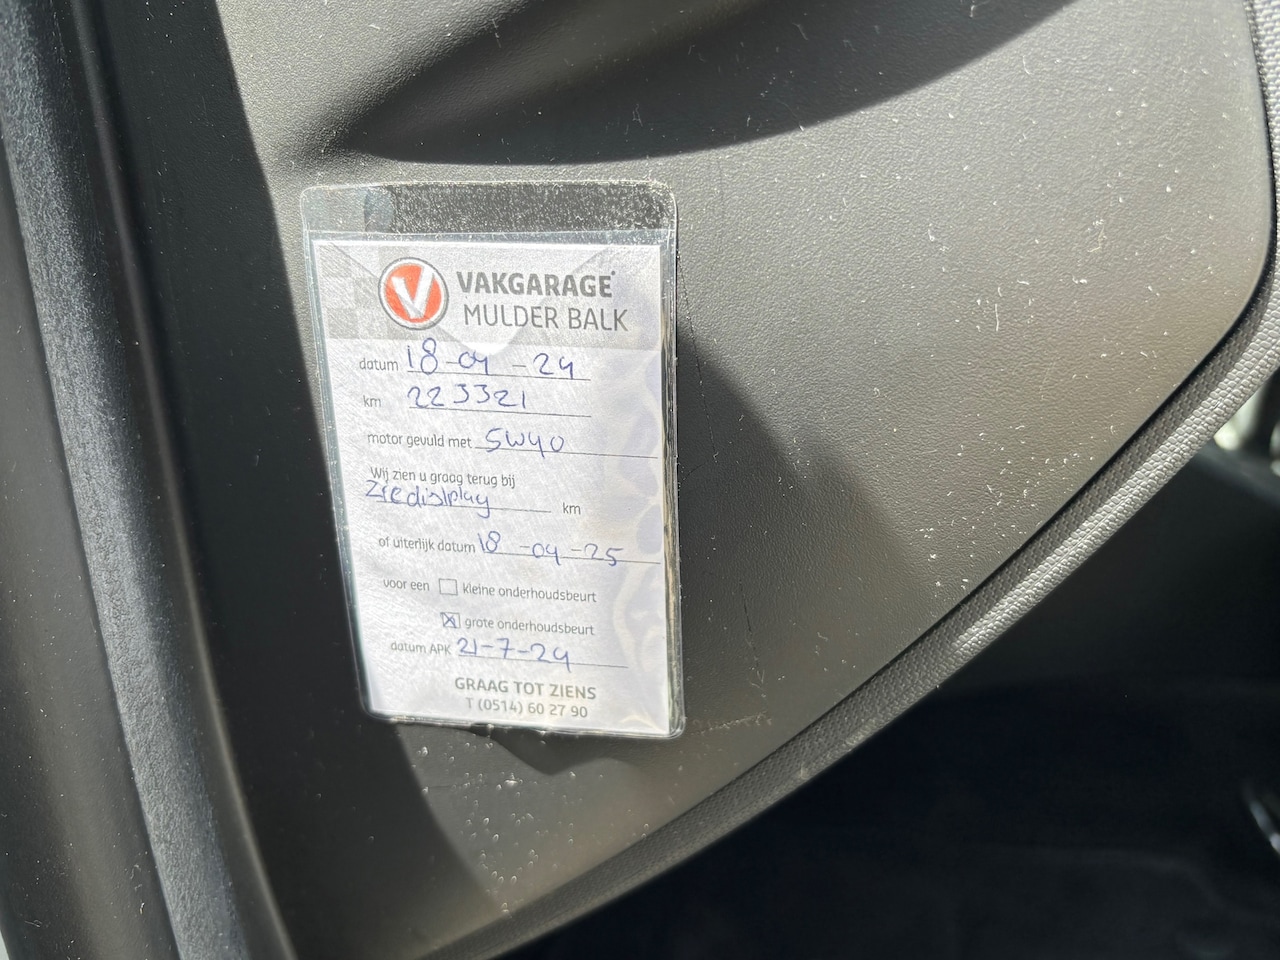 V VAKGARAGE
MULDER BALK
datum 18-04-24
km 223321
motor gevuld met 5W40
Wij zien u graag terug bij
Zie display km
of uiterlijk datum 18-04-25
voor een kleine onderhoudsbeurt
grote onderhoudsbeurt
datum APK 21-7-24
GRAAG TOT ZIENS
T (0514) 60 27 90